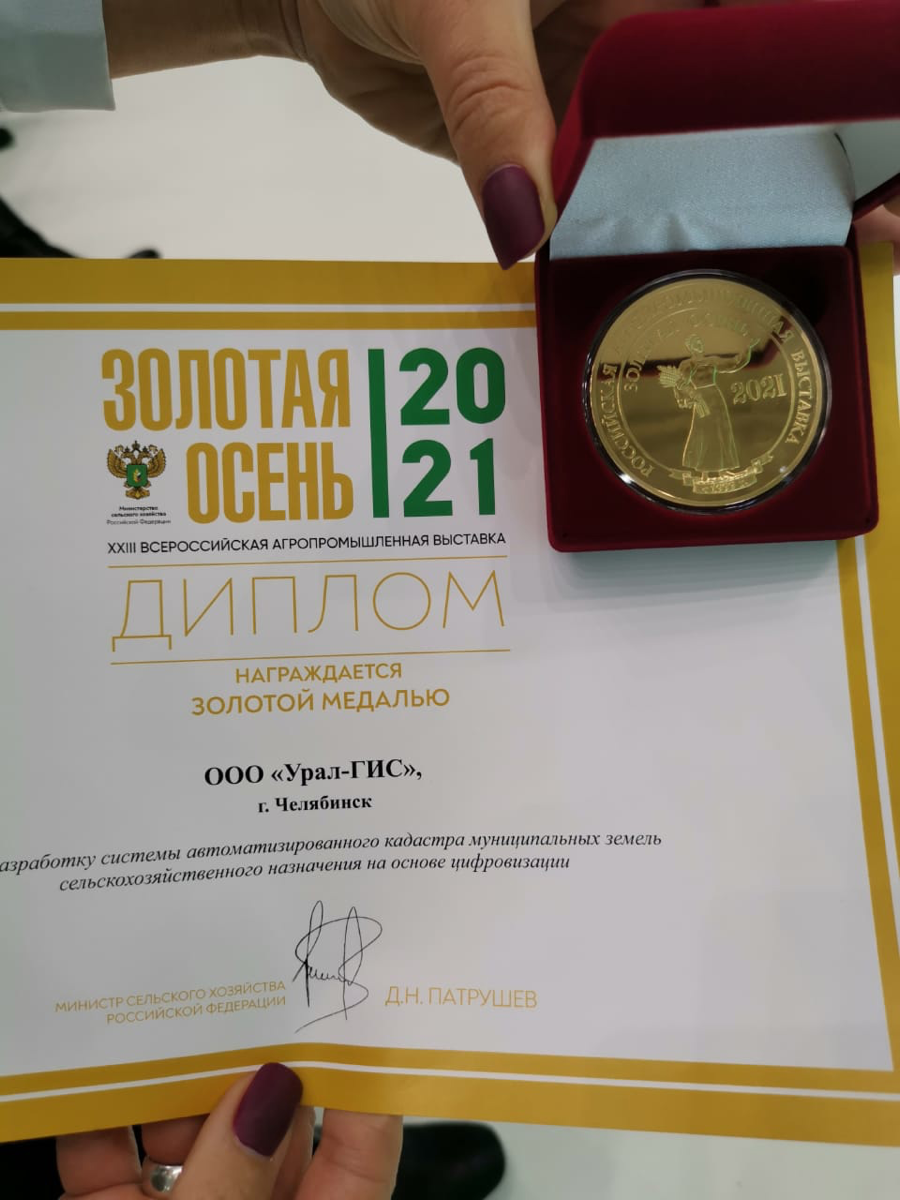 ЗОЛОТАЯ
ОСЕНЬ
20
21
Министерство
сельского хозяйства
Российской Федерации
XXIII ВСЕРОССИЙСКАЯ АГРОПРОМЫШЛЕННАЯ ВЫСТАВКА
ДИПЛОМ
НАГРАЖДАЕТСЯ
ЗОЛОТОЙ МЕДАЛЬЮ
ООО «Урал-ГИС»,
г. Челябинск
азработку системы автоматизированного кадастра муниципальных земель
сельскохозяйственного назначения на основе цифровизации
МИНИСТР СЕЛЬСКОГО ХОЗЯЙСТВА
РОССИЙСКОЙ ФЕДЕРАЦИИ
Д.Н. ПАТРУШЕВ
РОССИЙСКАЯ ВЫСТАВКА
2021